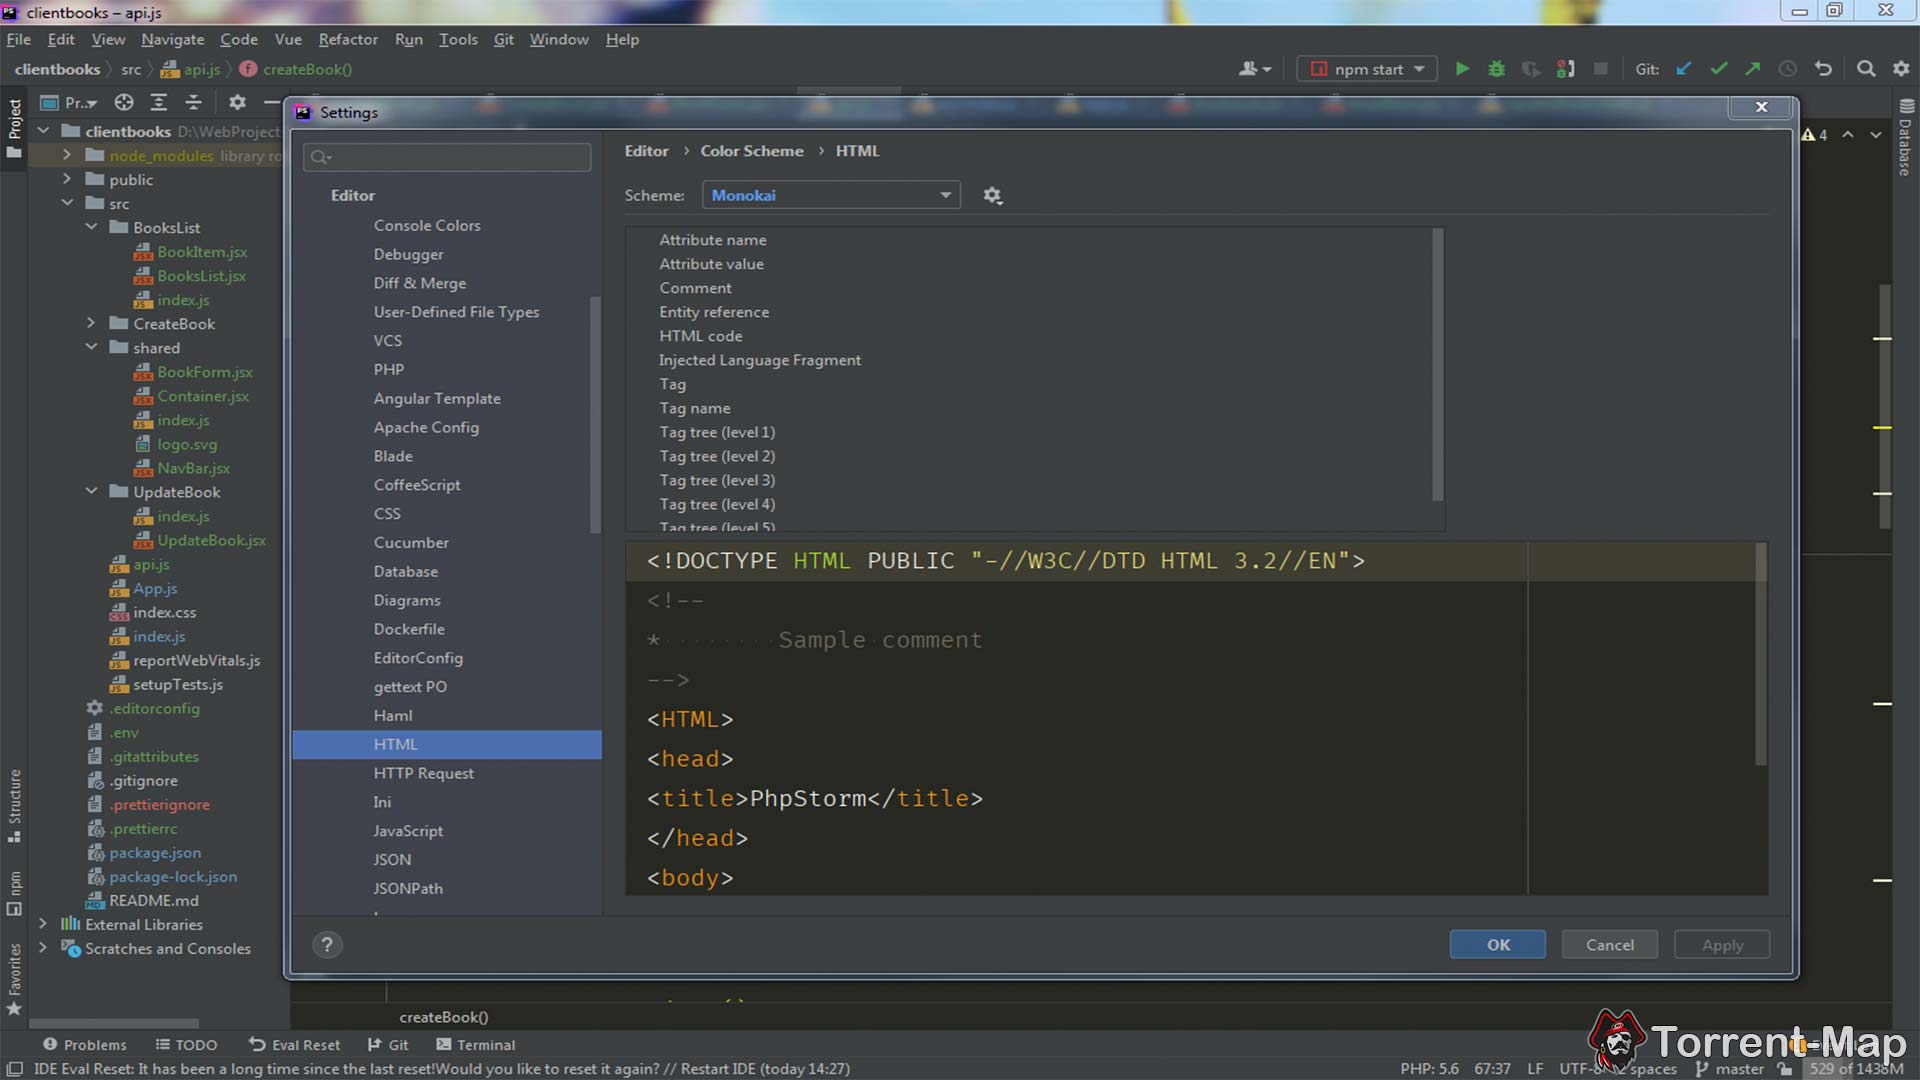 clientbooks – api.js
File Edit View Navigate Code Vue Refactor Run Tools Git Window Help
clientbooks src api.js createBook()
npm start Git:
Project
Pr..
Settings
clientbooks D:\WebProject
node_modules library ro
public
src
BooksList
BookItem.jsx
BooksList.jsx
index.js
CreateBook
shared
BookForm.jsx
Container.jsx
index.js
logo.svg
NavBar.jsx
UpdateBook
index.js
UpdateBook.jsx
api.js
App.js
index.css
index.js
reportWebVitals.js
setupTests.js
.editorconfig
.env
.gitattributes
.gitignore
.prettierignore
.prettierrc
package.json
package-lock.json
README.md
External Libraries
Scratches and Consoles
Structure
npm
Favorites
Editor
Console Colors
Debugger
Diff & Merge
User-Defined File Types
VCS
PHP
Angular Template
Apache Config
Blade
CoffeeScript
CSS
Cucumber
Database
Diagrams
Dockerfile
EditorConfig
gettext PO
Haml
HTML
HTTP Request
Ini
JavaScript
JSON
JSONPath
?
Editor › Color Scheme › HTML
Scheme: Monokai
Attribute name
Attribute value
Comment
Entity reference
HTML code
Injected Language Fragment
Tag
Tag name
Tag tree (level 1)
Tag tree (level 2)
Tag tree (level 3)
Tag tree (level 4)
Tag tree (level 5)
<!DOCTYPE HTML PUBLIC "-//W3C//DTD HTML 3.2//EN">
<!--
* Sample comment
-->
<HTML>
<head>
<title>PhpStorm</title>
</head>
<body>
OK Cancel Apply
4
Database
createBook()
Problems TODO Eval Reset Git Terminal
Torrent-Map
IDE Eval Reset: It has been a long time since the last reset!Would you like to reset it again? // Restart IDE (today 14:27)
PHP: 5.6 67:37 LF UTF-8 2 spaces master 529 of 1438M